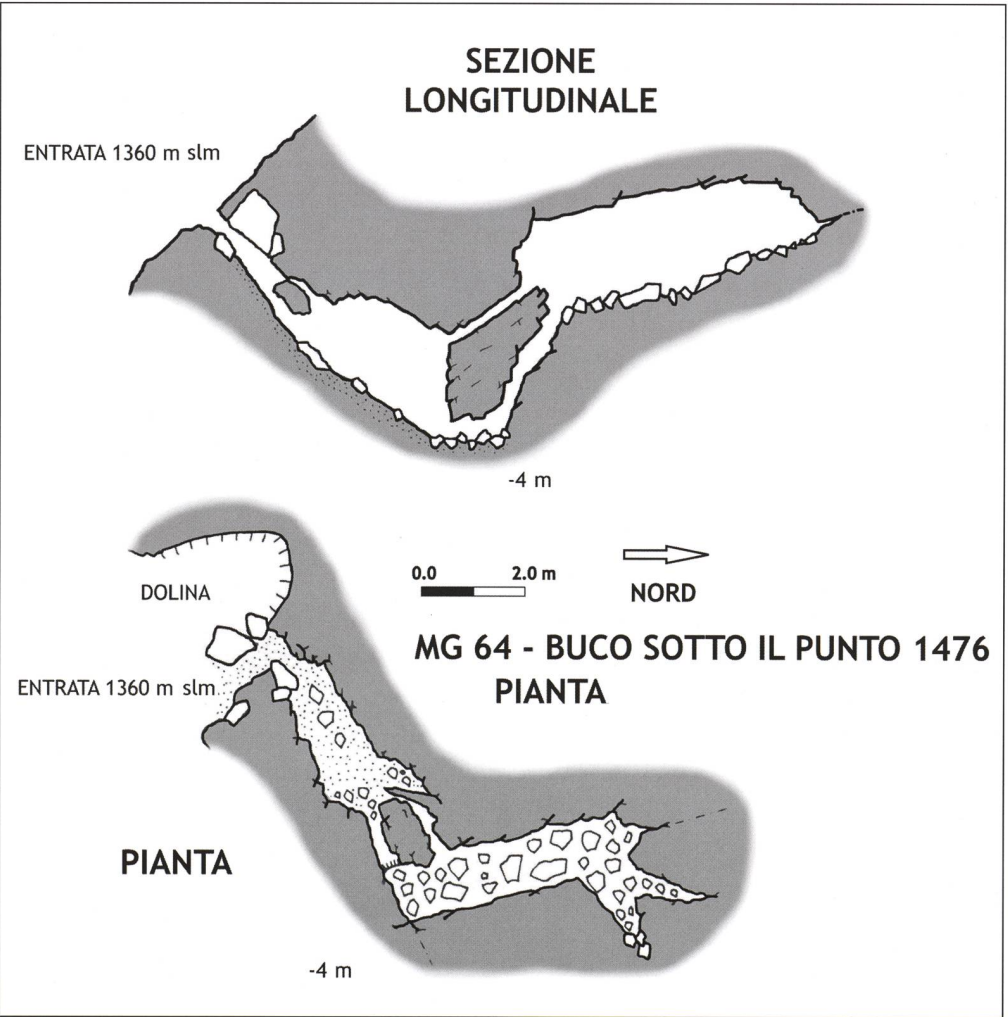 SEZIONE
LONGITUDINALE
ENTRATA 1360 m slm
-4 m
DOLINA
0.0 2.0 m
NORD
MG 64 - BUCO SOTTO IL PUNTO 1476
PIANTA
ENTRATA 1360 m slm
PIANTA
-4 m